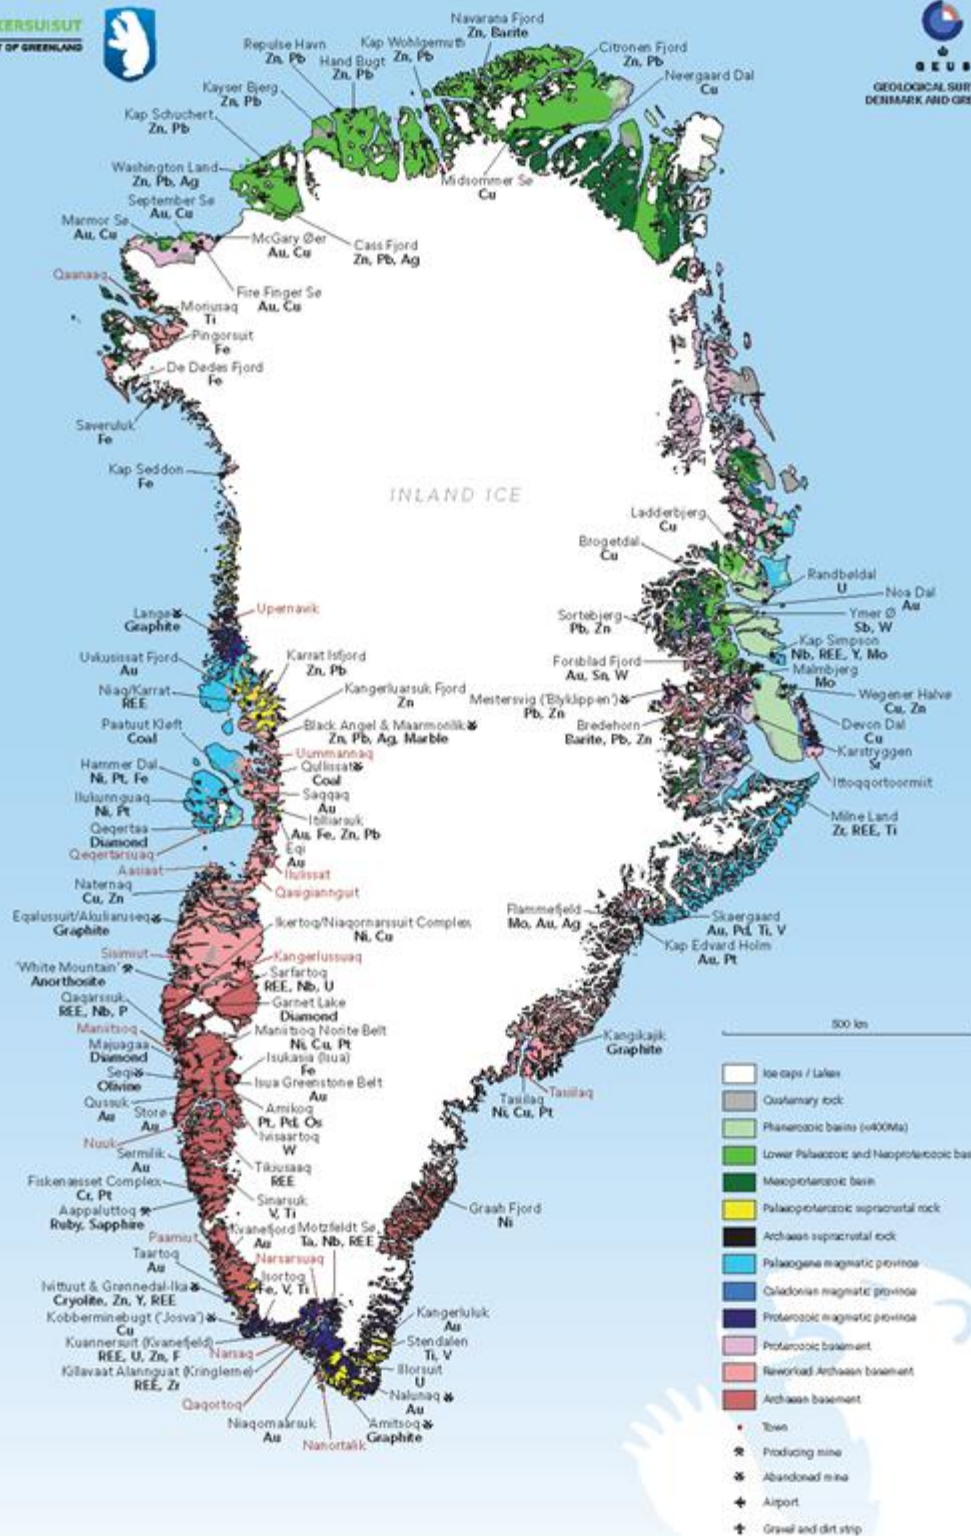 KERSUISUT
T OF GREENLAND
GEUS
GEOLOGICAL SUR
DENMARK AND GRE
Navarana Fjord
Zn, Barite
Repulse Havn
Zn, Pb
Kap Wohlgemuth
Zn, Pb
Hand Bugt
Zn, Pb
Citronen Fjord
Zn, Pb
Neergaard Dal
Cu
Kayser Bjerg
Zn, Pb
Kap Schuchert
Zn, Pb
Washington Land
Zn, Pb, Ag
Midsommer Sø
Cu
September Sø
Au, Cu
Marmor Sø
Au, Cu
McGary Øer
Au, Cu
Cass Fjord
Zn, Pb, Ag
Qaanaaq
Fire Finger Sø
Au, Cu
Moriusaq
Ti
Pingorsuit
Fe
De Dødes Fjord
Fe
Saveruluk
Fe
Kap Seddon
Fe
INLAND ICE
Ladderbjerg
Cu
Brogetdal
Cu
Randbøldal
U
Noa Dal
Au
Ymer Ø
Sb, W
Lange
Graphite
Upernavik
Sortebjerg
Pb, Zn
Kap Simpson
Nb, REE, Y, Mo
Uvkusissat Fjord
Au
Karrat Isfjord
Zn, Pb
Forsblad Fjord
Au, Sn, W
Malmbjerg
Mo
Niaq/Karrat
REE
Kangerluarsuk Fjord
Zn
Mestersvig ('Blyklippen')
Pb, Zn
Wegener Halvø
Cu, Zn
Paatuut Kløft
Coal
Black Angel & Maarmorilik
Zn, Pb, Ag, Marble
Bredehorn
Barite, Pb, Zn
Devon Dal
Cu
Uummannaq
Karstryggen
Sr
Hammer Dal
Ni, Pt, Fe
Qullissat
Coal
Ittoqqortoormiit
Ilukunnguaq
Ni, Pt
Saqqaq
Au
Milne Land
Zr, REE, Ti
Qeqertaa
Diamond
Itilliarsuk
Au, Fe, Zn, Pb
Qeqertarsuaq
Eqi
Au
Aasiaat
Ilulissat
Naternaq
Cu, Zn
Qasigiannguit
Eqalussuit/Akuliaruseq
Graphite
Ikertoq/Niaqornarssuit Complex
Ni, Cu
Flammefjeld
Mo, Au, Ag
Skaergaard
Au, Pd, Ti, V
Sisimiut
Kangerlussuaq
Kap Edvard Holm
Au, Pt
'White Mountain'
Anorthosite
Sarfartoq
REE, Nb, U
Qaqarssuk
REE, Nb, P
Garnet Lake
Diamond
500 km
Maniitsoq
Maniitsoq Norite Belt
Ni, Cu, Pt
Kangikajik
Graphite
Majuagaa
Diamond
Isukasia (Isua)
Fe
Seqi
Olivine
Isua Greenstone Belt
Au
Tasiilaq
Tasiilaq
Ni, Cu, Pt
Qussuk
Au
Storø
Au
Amikoq
Pt, Pd, Os
Nuuk
Ivisaartoq
W
Sermilik
Au
Tikiusaaq
REE
Fiskenæsset Complex
Cr, Pt
Sinarsuk
V, Ti
Aappaluttoq
Ruby, Sapphire
Graah Fjord
Ni
Paamiut
Kvanefjord
Au
Motzfeldt Sø
Ta, Nb, REE
Taartoq
Au
Narsarsuaq
Isortoq
Fe, V, Ti
Ivittuut & Grønnedal-Ika
Cryolite, Zn, Y, REE
Kobberminebugt ('Josva')
Cu
Kangerluluk
Au
Kuannersuit (Kvanefjeld)
REE, U, Zn, F
Narsaq
Stendalen
Ti, V
Killavaat Alannguat (Kringlerne)
REE, Zr
Illorsuit
U
Qaqortoq
Nalunaq
Au
Niaqornaarsuk
Au
Amitsoq
Graphite
Nanortalik
Ice caps / Lakes
Quaternary rock
Phanerozoic basins (<400Ma)
Lower Palaeozoic and Neoproterozoic bas
Mesoproterozoic basin
Palaeoproterozoic supracrustal rock
Archaean supracrustal rock
Palaeogene magmatic province
Caledonian magmatic province
Proterozoic magmatic province
Proterozoic basement
Reworked Archaean basement
Archaean basement
Town
Producing mine
Abandoned mine
Airport
Gravel and dirt strip